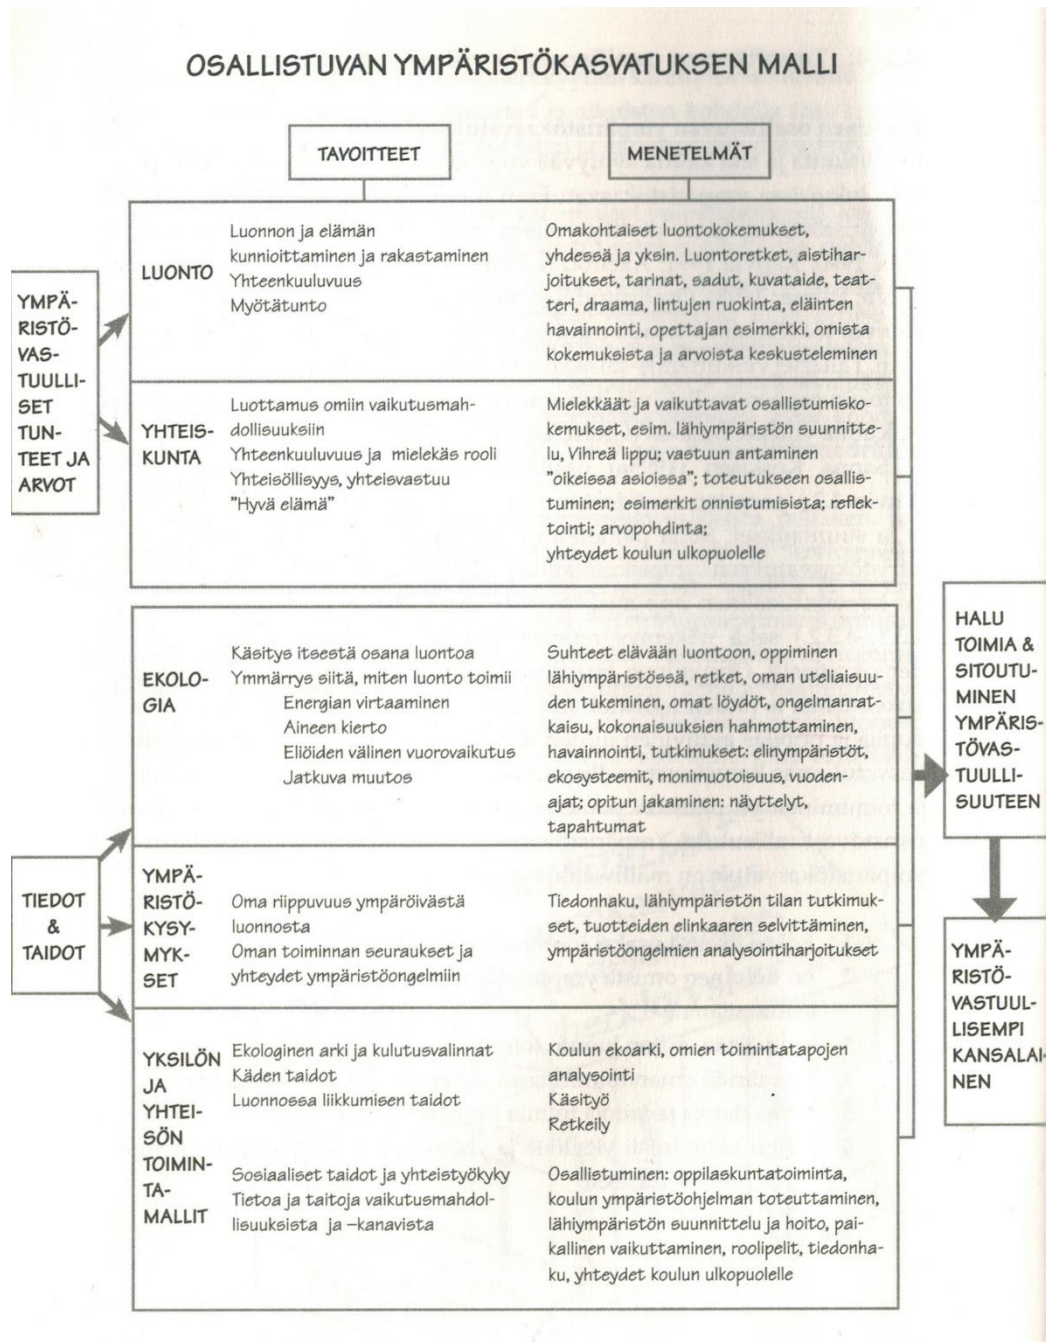 OSALLISTUVAN YMPÄRISTÖKASVATUKSEN MALLI
TAVOITTEET
MENETELMÄT
YMPÄ-
RISTÖ-
VAS-
TUULLI-
SET
TUN-
TEET JA
ARVOT
LUONTO
Luonnon ja elämän
kunnioittaminen ja rakastaminen
Yhteenkuuluvuus
Myötätunto
Omakohtaiset luontokokemukset,
yhdessä ja yksin. Luontoretket, aistihar-
joitukset, tarinat, sadut, kuvataide, teat-
teri, draama, lintujen ruokinta, eläinten
havainnointi, opettajan esimerkki, omista
kokemuksista ja arvoista keskusteleminen
YHTEIS-
KUNTA
Luottamus omiin vaikutusmah-
dollisuuksiin
Yhteenkuuluvuus ja mielekäs rooli
Yhteisöllisyys, yhteisvastuu
"Hyvä elämä"
Mielekkäät ja vaikuttavat osallistumisko-
kemukset, esim. lähiympäristön suunnitte-
lu, Vihreä lippu; vastuun antaminen
"oikeissa asioissa"; toteutukseen osallis-
tuminen; esimerkit onnistumisista; reflek-
tointi; arvopohdinta;
yhteydet koulun ulkopuolelle
TIEDOT
&
TAIDOT
EKOLO-
GIA
Käsitys itsestä osana luontoa
Ymmärrys siitä, miten luonto toimii
Energian virtaaminen
Aineen kierto
Eliöiden välinen vuorovaikutus
Jatkuva muutos
Suhteet elävään luontoon, oppiminen
lähiympäristössä, retket, oman uteliaisuu-
den tukeminen, omat löydöt, ongelmanrat-
kaisu, kokonaisuuksien hahmottaminen,
havainnointi, tutkimukset: elinympäristöt,
ekosysteemit, monimuotoisuus, vuoden-
ajat; opitun jakaminen: näyttelyt,
tapahtumat
YMPÄ-
RISTÖ-
KYSY-
MYK-
SET
Oma riippuvuus ympäröivästä
luonnosta
Oman toiminnan seuraukset ja
yhteydet ympäristöongelmiin
Tiedonhaku, lähiympäristön tilan tutkimuk-
set, tuotteiden elinkaaren selvittäminen,
ympäristöongelmien analysointiharjoitukset
YKSILÖN
JA
YHTEI-
SÖN
TOIMIN-
TA-
MALLIT
Ekologinen arki ja kulutusvalinnat
Käden taidot
Luonnossa liikkumisen taidot
Koulun ekoarki, omien toimintatapojen
analysointi
Käsityö
Retkeily
Sosiaaliset taidot ja yhteistyökyky
Tietoa ja taitoja vaikutusmahdol-
lisuuksista ja –kanavista
Osallistuminen: oppilaskuntatoiminta,
koulun ympäristöohjelman toteuttaminen,
lähiympäristön suunnittelu ja hoito, pai-
kallinen vaikuttaminen, roolipelit, tiedonha-
ku, yhteydet koulun ulkopuolelle
HALU
TOIMIA &
SITOUTU-
MINEN
YMPÄRIS-
TÖVAS-
TUULLI-
SUUTEEN
YMPÄ-
RISTÖ-
VASTUUL-
LISEMPI
KANSALAI-
NEN